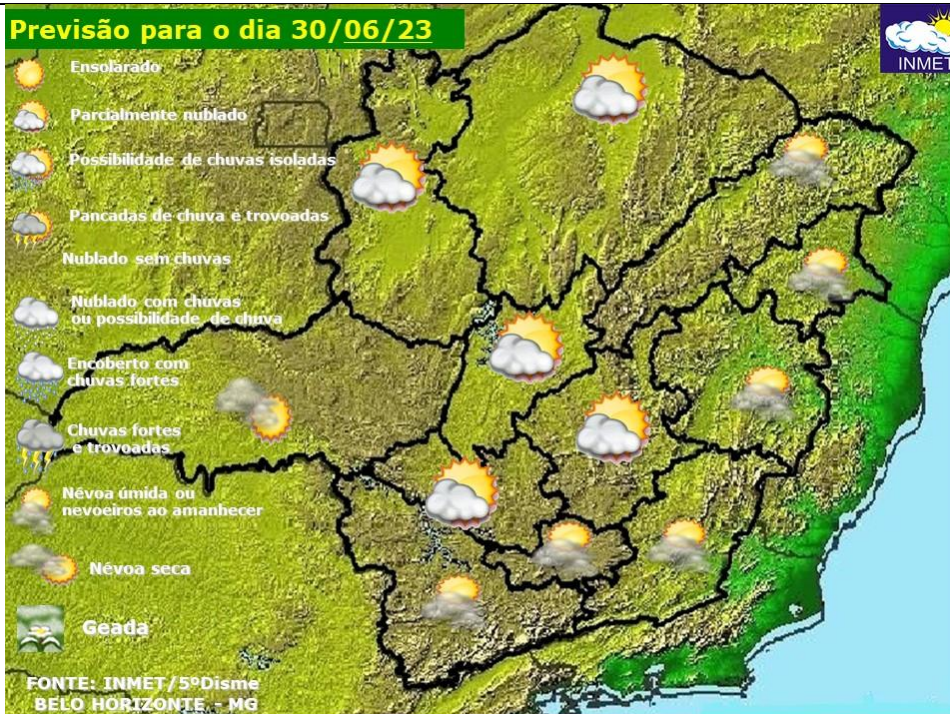 Previsão para o dia 30/06/23
INMET
Ensolarado
Parcialmente nublado
Possibilidade de chuvas isoladas
Pancadas de chuva e trovoadas
Nublado sem chuvas
Nublado com chuvas
ou possibilidade de chuva
Encoberto com
chuvas fortes
Chuvas fortes
e trovoadas
Névoa úmida ou
nevoeiros ao amanhecer
Névoa seca
Geada
FONTE: INMET/5ºDisme
BELO HORIZONTE - MG